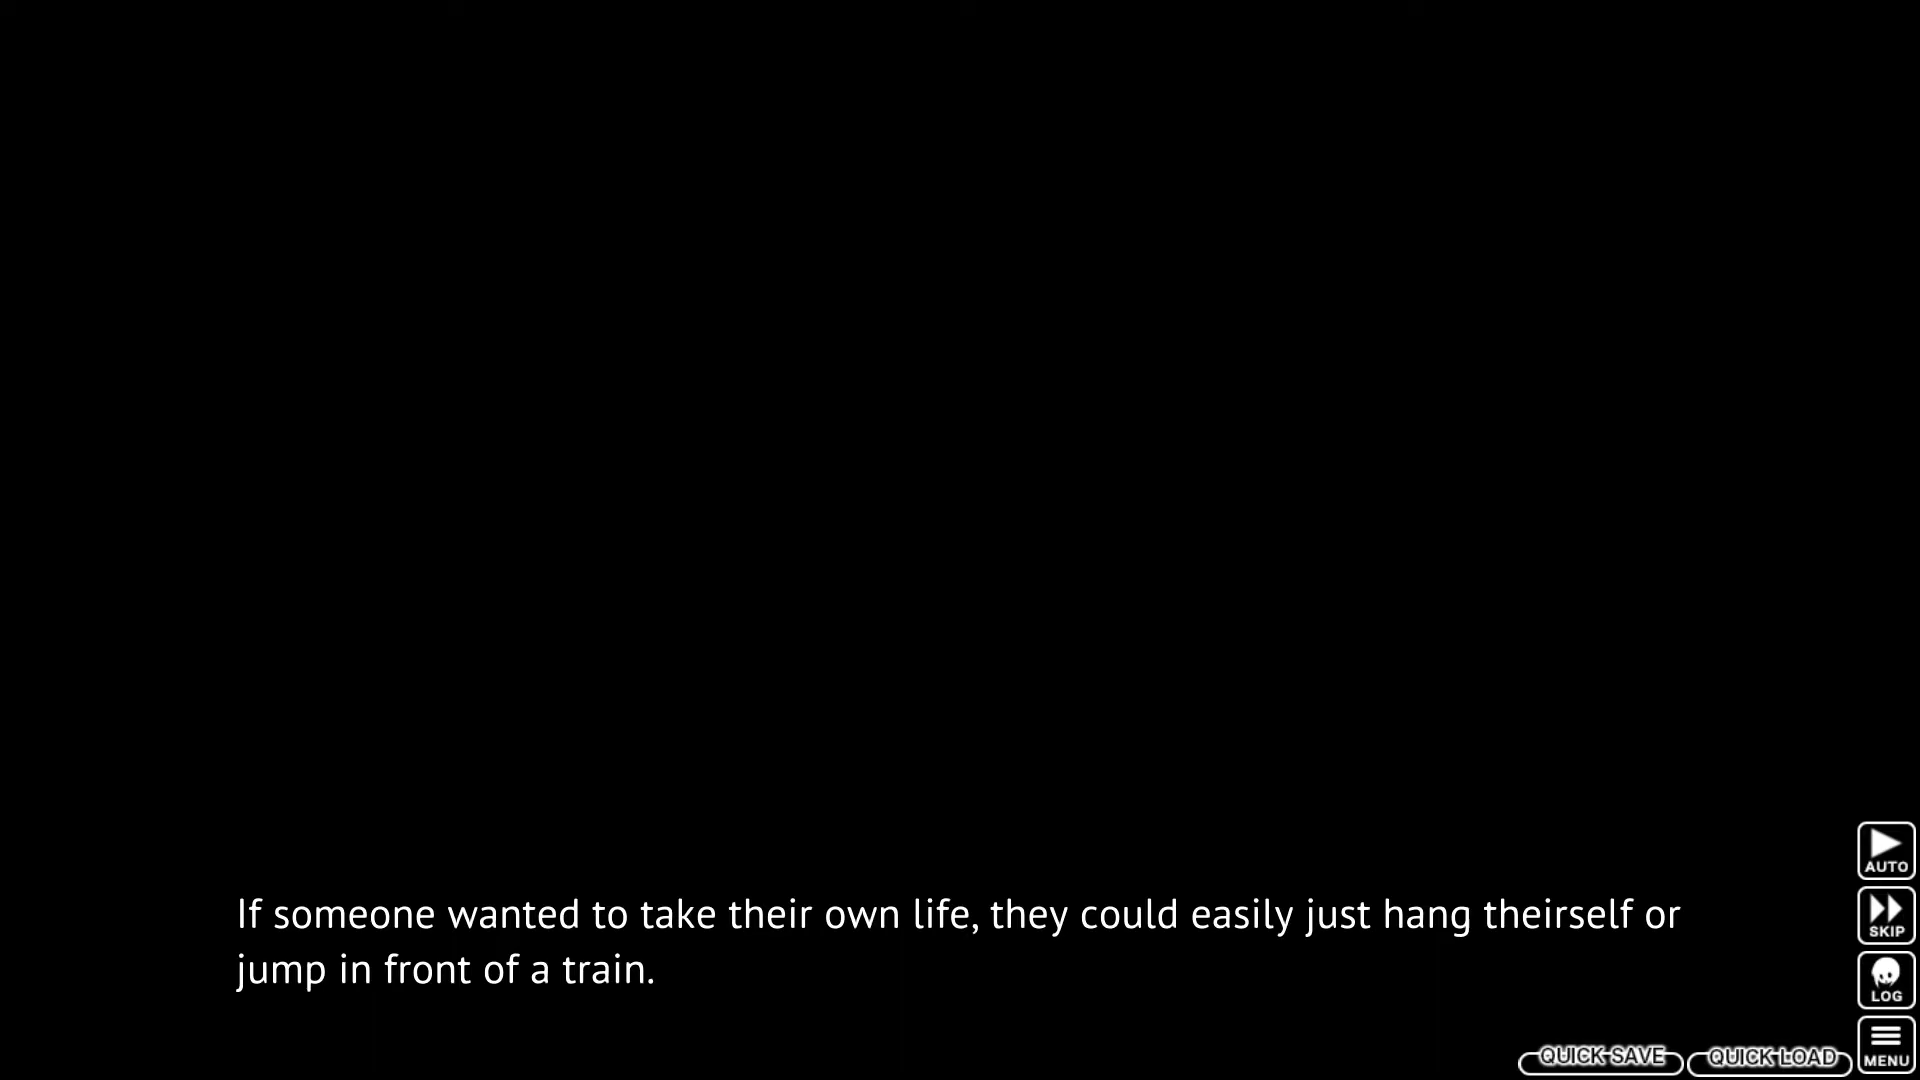 If someone wanted to take their own life, they could easily just hang theirself or
jump in front of a train.
AUTO
SKIP
LOG
MENU
QUICK SAVE
QUICK LOAD